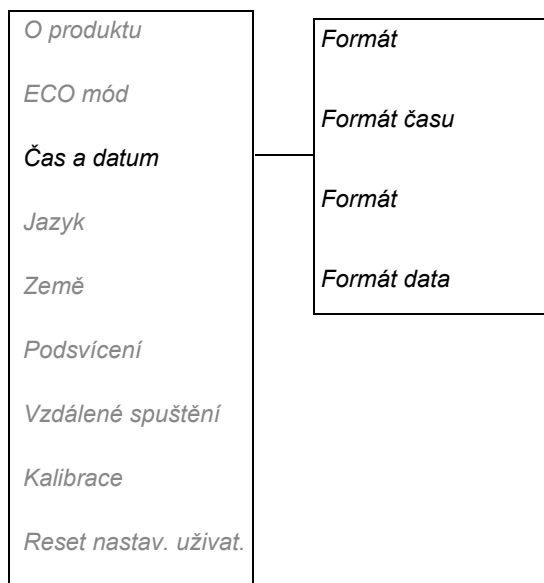 O produktu
ECO mód
Čas a datum
Jazyk
Země
Podsvícení
Vzdálené spuštění
Kalibrace
Reset nastav. uživat.
Formát
Formát času
Formát
Formát data